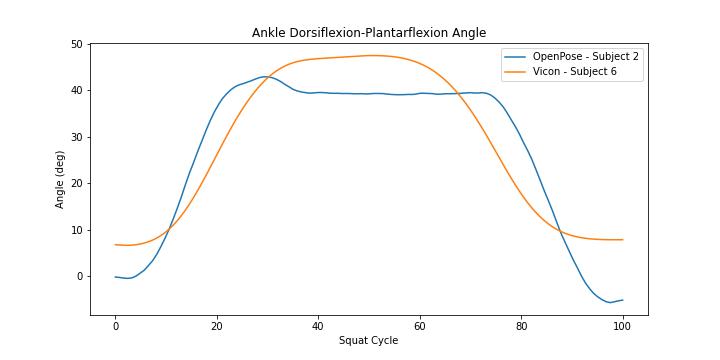 Ankle Dorsiflexion-Plantarflexion Angle
OpenPose - Subject 2
Vicon - Subject 6
Angle (deg)
50
40
30
20
10
0
0 20 40 60 80 100
Squat Cycle